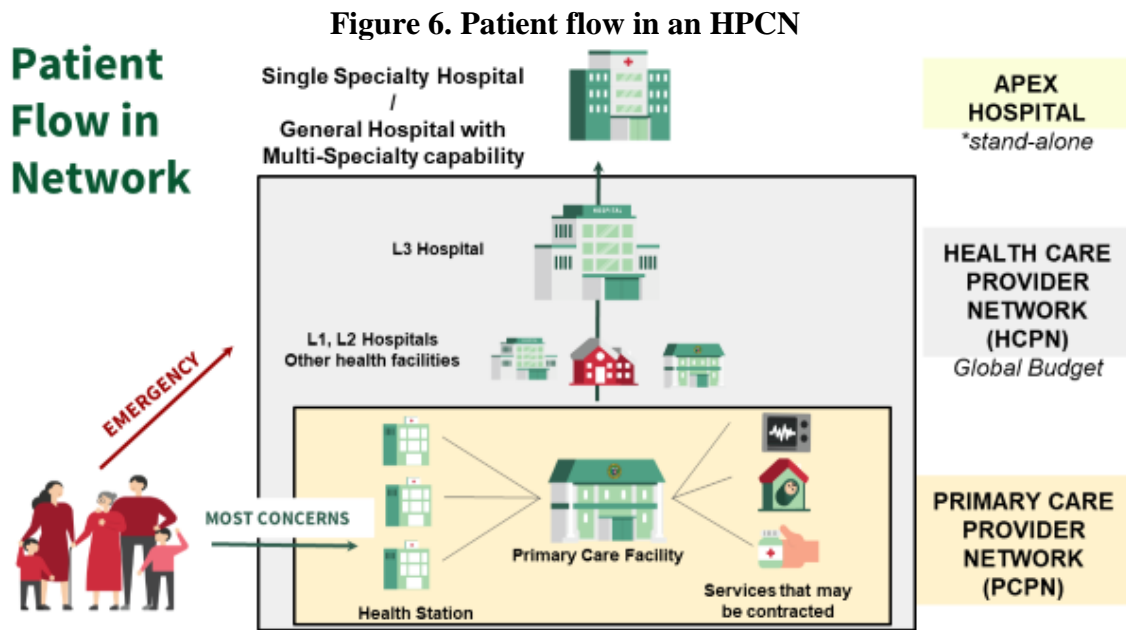 Figure 6. Patient flow in an HPCN
Patient
Flow in
Network
Single Specialty Hospital
/
General Hospital with
Multi-Specialty capability
APEX
HOSPITAL
*stand-alone
HOSPITAL
L3 Hospital
HEALTH CARE
PROVIDER
NETWORK
(HCPN)
Global Budget
L1, L2 Hospitals
Other health facilities
EMERGENCY
MOST CONCERNS
Primary Care Facility
Health Station
Services that may
be contracted
PRIMARY CARE
PROVIDER
NETWORK
(PCPN)